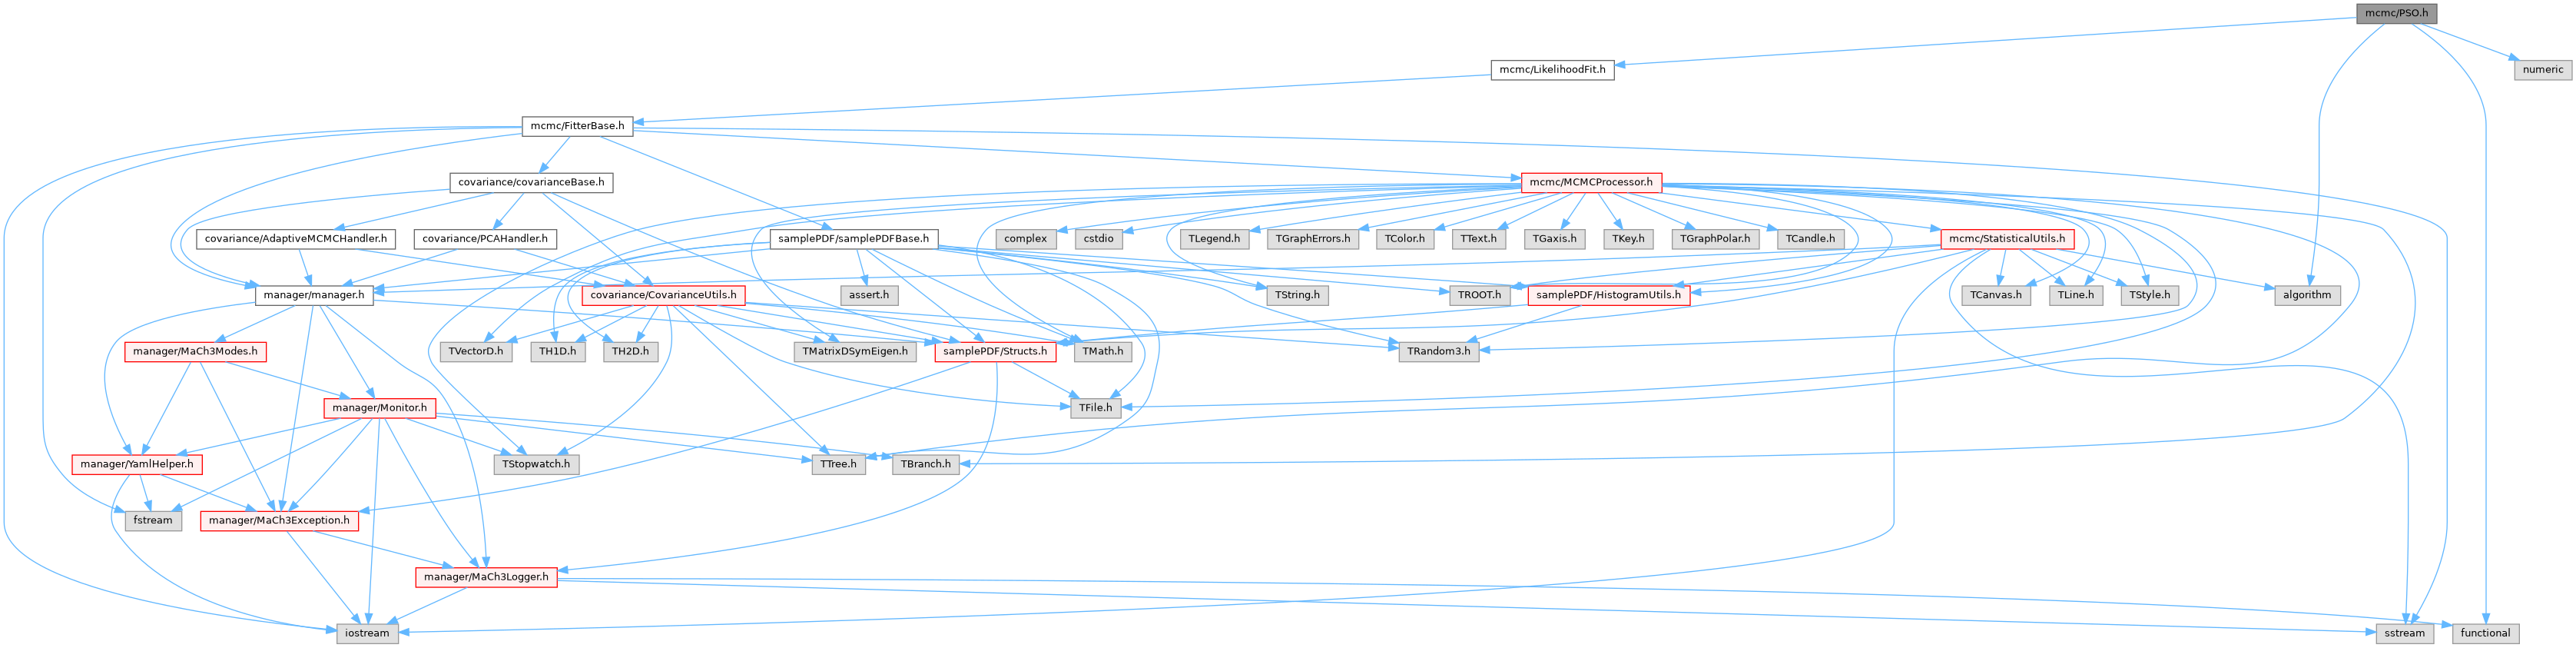 mcmc/PSO.h
mcmc/LikelihoodFit.h
numeric
mcmc/FitterBase.h
covariance/covarianceBase.h
mcmc/MCMCProcessor.h
covariance/AdaptiveMCMCHandler.h
covariance/PCAHandler.h
samplePDF/samplePDFBase.h
complex
cstdio
TLegend.h
TGraphErrors.h
TColor.h
TText.h
TGaxis.h
TKey.h
TGraphPolar.h
TCandle.h
mcmc/StatisticalUtils.h
manager/manager.h
covariance/CovarianceUtils.h
assert.h
TString.h
TROOT.h
samplePDF/HistogramUtils.h
TCanvas.h
TLine.h
TStyle.h
algorithm
manager/MaCh3Modes.h
TVectorD.h
TH1D.h
TH2D.h
TMatrixDSymEigen.h
samplePDF/Structs.h
TMath.h
TRandom3.h
manager/Monitor.h
TFile.h
manager/YamlHelper.h
TStopwatch.h
TTree.h
TBranch.h
fstream
manager/MaCh3Exception.h
manager/MaCh3Logger.h
iostream
sstream
functional